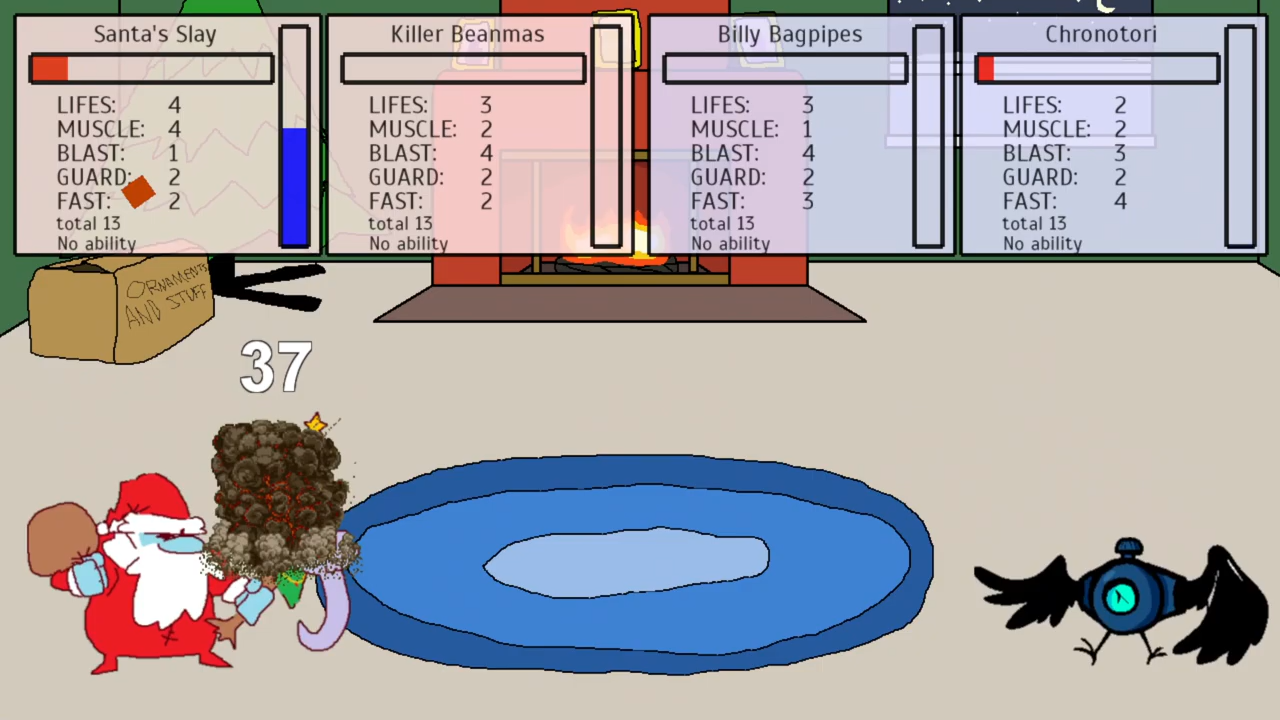 Santa's Slay
LIFES: 4
MUSCLE: 4
BLAST: 1
GUARD: 2
FAST: 2
total 13
No ability
Killer Beanmas
LIFES: 3
MUSCLE: 2
BLAST: 4
GUARD: 2
FAST: 2
total 13
No ability
Billy Bagpipes
LIFES: 3
MUSCLE: 1
BLAST: 4
GUARD: 2
FAST: 3
total 13
No ability
Chronotori
LIFES: 2
MUSCLE: 2
BLAST: 3
GUARD: 2
FAST: 4
total 13
No ability
ORNAMENTS
AND STUFF
37